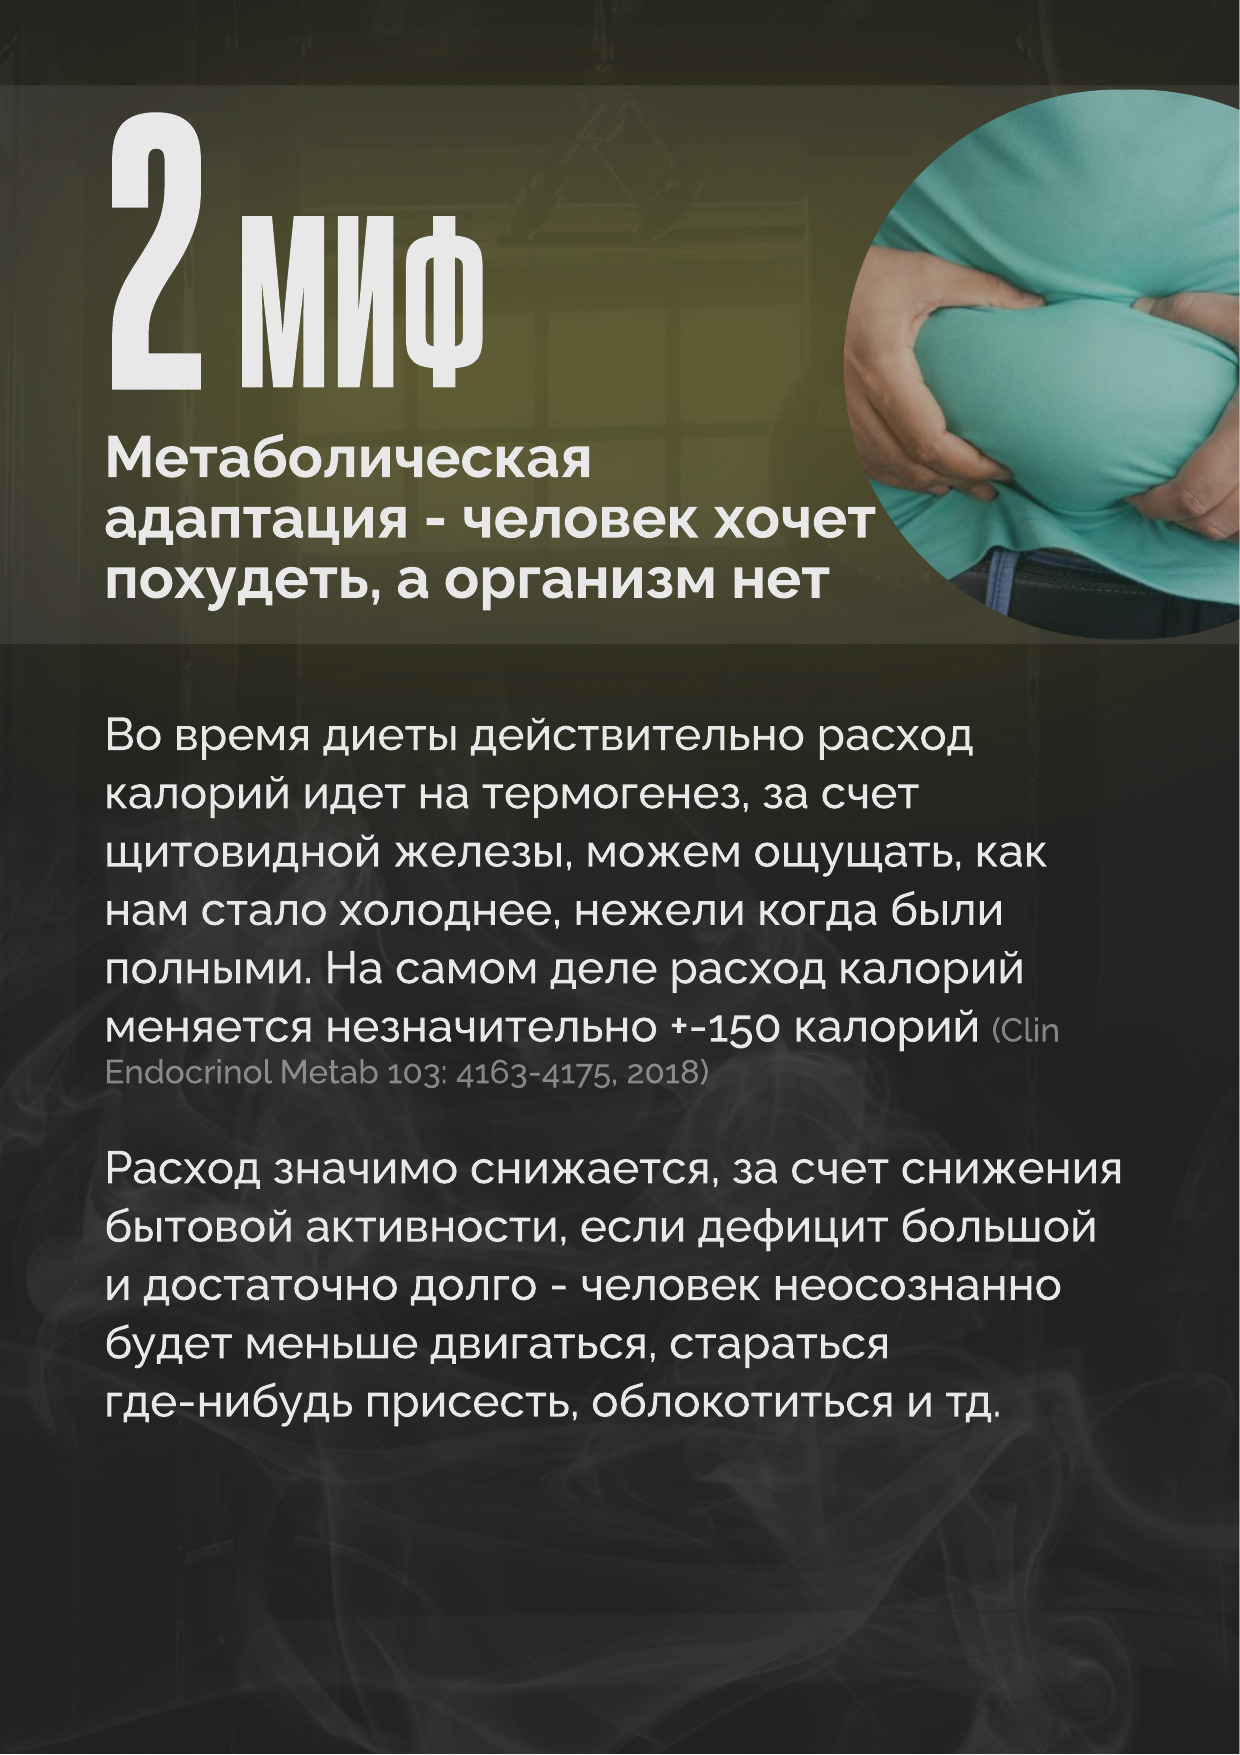 2 МИФ
Метаболическая
адаптация - человек хочет
похудеть, а организм нет
Во время диеты действительно расход
калорий идет на термогенез, за счет
щитовидной железы, можем ощущать, как
нам стало холоднее, нежели когда были
полными. На самом деле расход калорий
меняется незначительно +-150 калорий (Clin
Endocrinol Metab 103: 4163-4175, 2018)
Расход значимо снижается, за счет снижения
бытовой активности, если дефицит большой
и достаточно долго - человек неосознанно
будет меньше двигаться, стараться
где-нибудь присесть, облокотиться и тд.